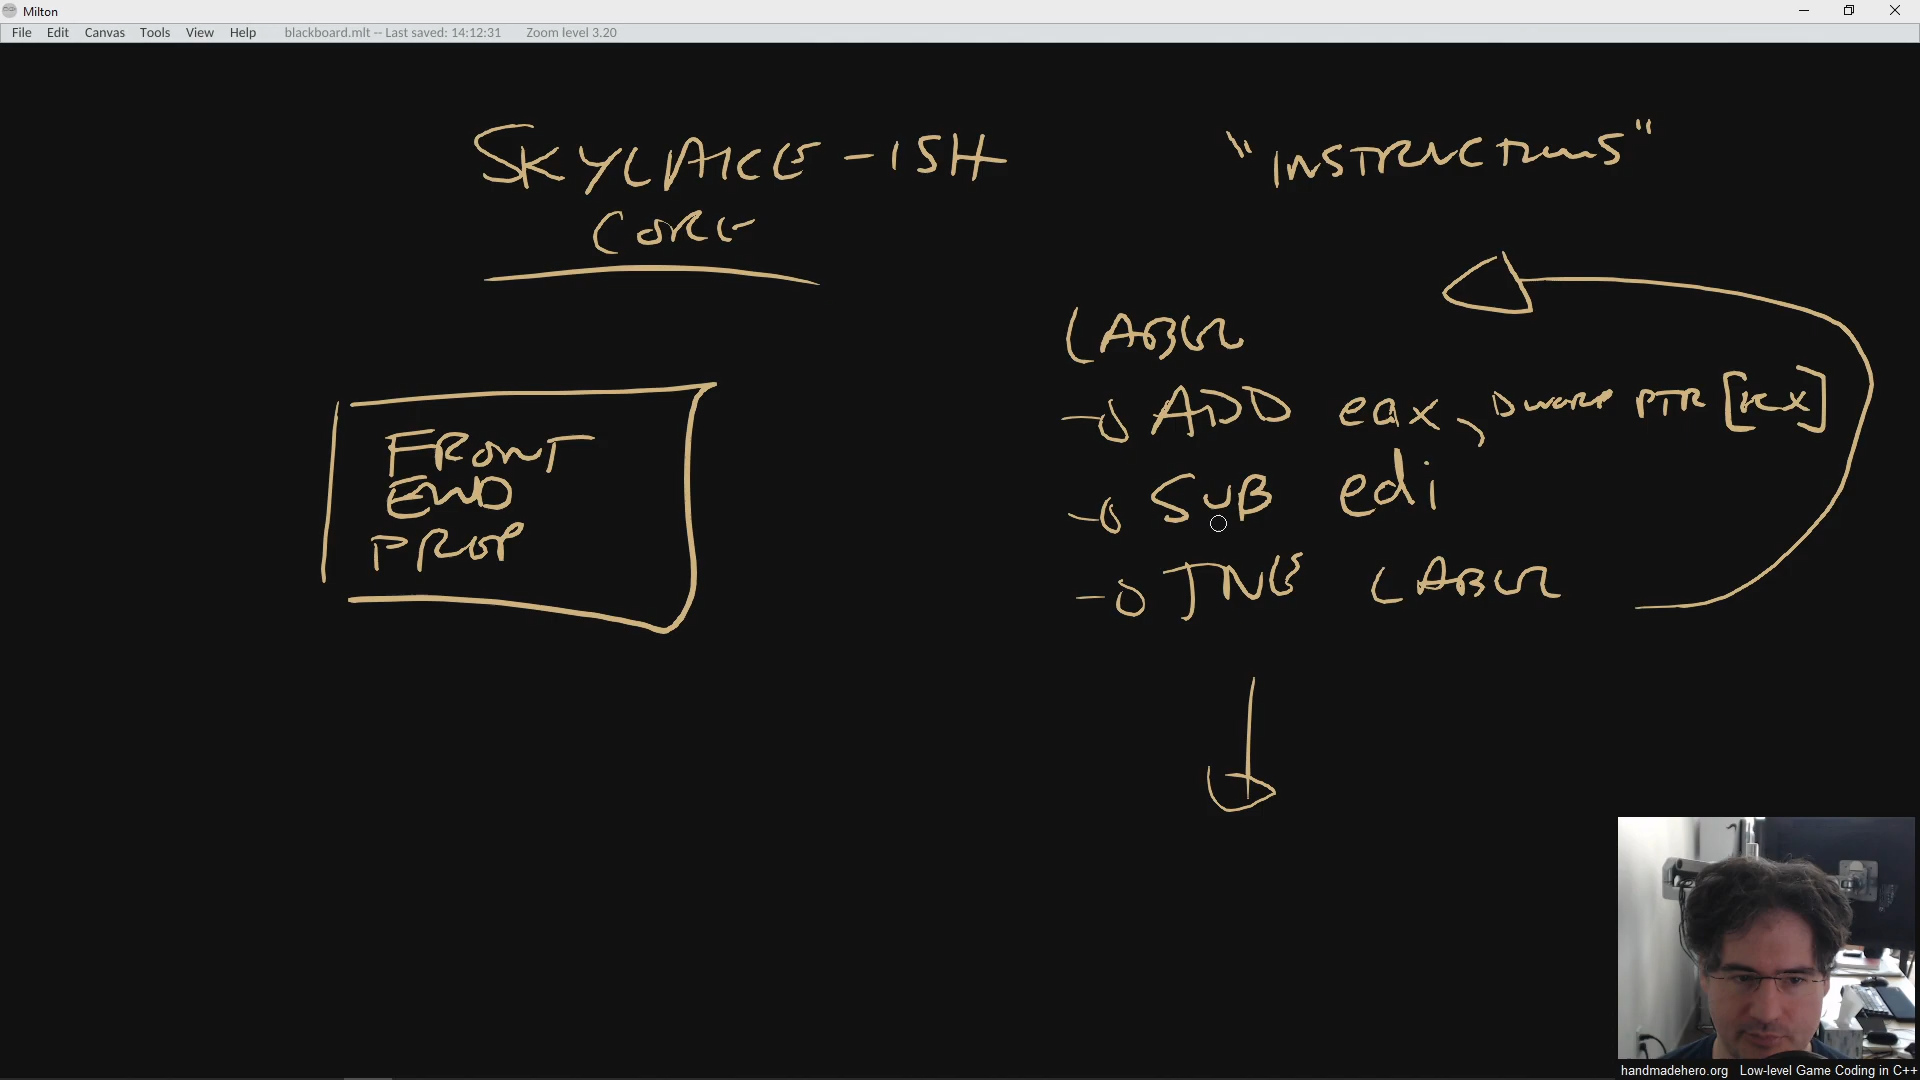 Milton
File Edit Canvas Tools View Help blackboard.mlt -- Last saved: 14:12:31 Zoom level 3.20
SKYLAKE-ISH
CORE
"INSTRUCTIONS"
FRONT
END
PROP
LABEL
ADD eax, DWORD PTR [rcx]
SUB edi
JNE LABEL
handmadehero.org Low-level Game Coding in C++